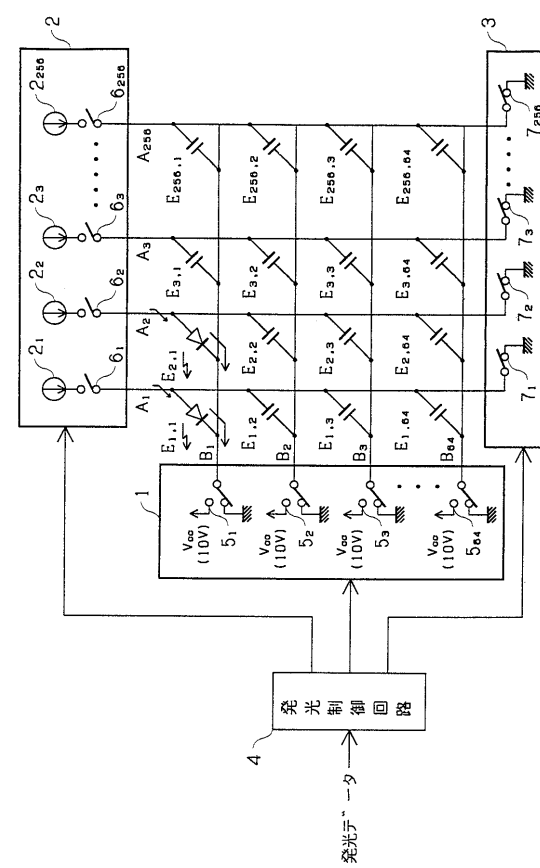 2
2₁ 2₂ 2₃ 2₂₅₆
6₁ 6₂ 6₃ 6₂₅₆
A₁ A₂ A₃ A₂₅₆
E₁,₁ E₂,₁ E₃,₁ E₂₅₆,₁
B₁
E₁,₂ E₂,₂ E₃,₂ E₂₅₆,₂
B₂
E₁,₃ E₂,₃ E₃,₃ E₂₅₆,₃
B₃
E₁,₆₄ E₂,₆₄ E₃,₆₄ E₂₅₆,₆₄
B₆₄
1
Vcc
(10V)
5₁
Vcc
(10V)
5₂
Vcc
(10V)
5₃
Vcc
(10V)
5₆₄
3
7₁ 7₂ 7₃ 7₂₅₆
4
発光制御回路
発光データ